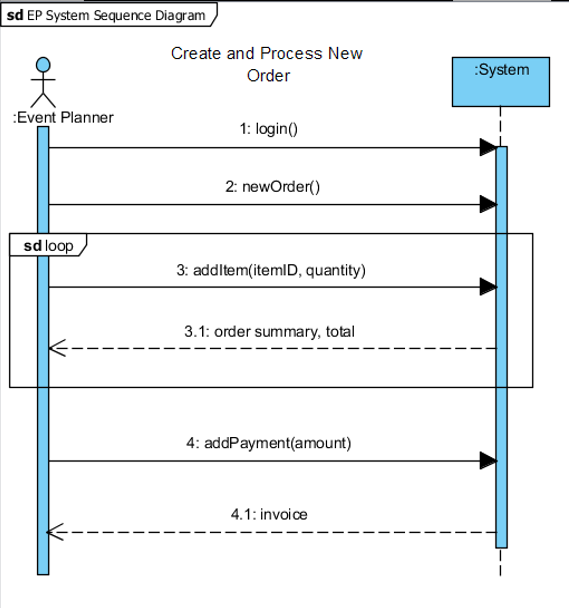 sd EP System Sequence Diagram
Create and Process New
Order
:System
:Event Planner
1: login()
2: newOrder()
sd loop
3: addItem(itemID, quantity)
3.1: order summary, total
4: addPayment(amount)
4.1: invoice